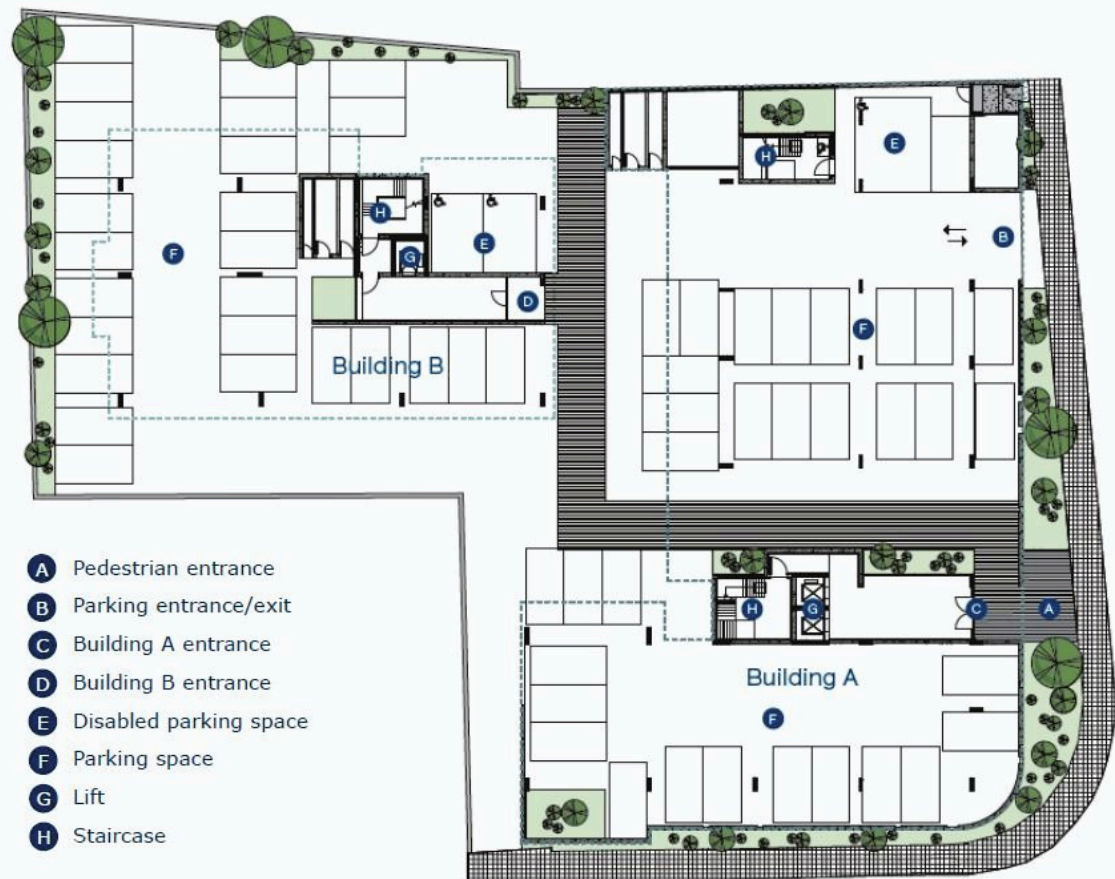 H
E
H
B
E
F
G
D
F
Building B
A Pedestrian entrance
B Parking entrance/exit
C Building A entrance
D Building B entrance
E Disabled parking space
F Parking space
G Lift
H Staircase
H
G
C
A
Building A
F